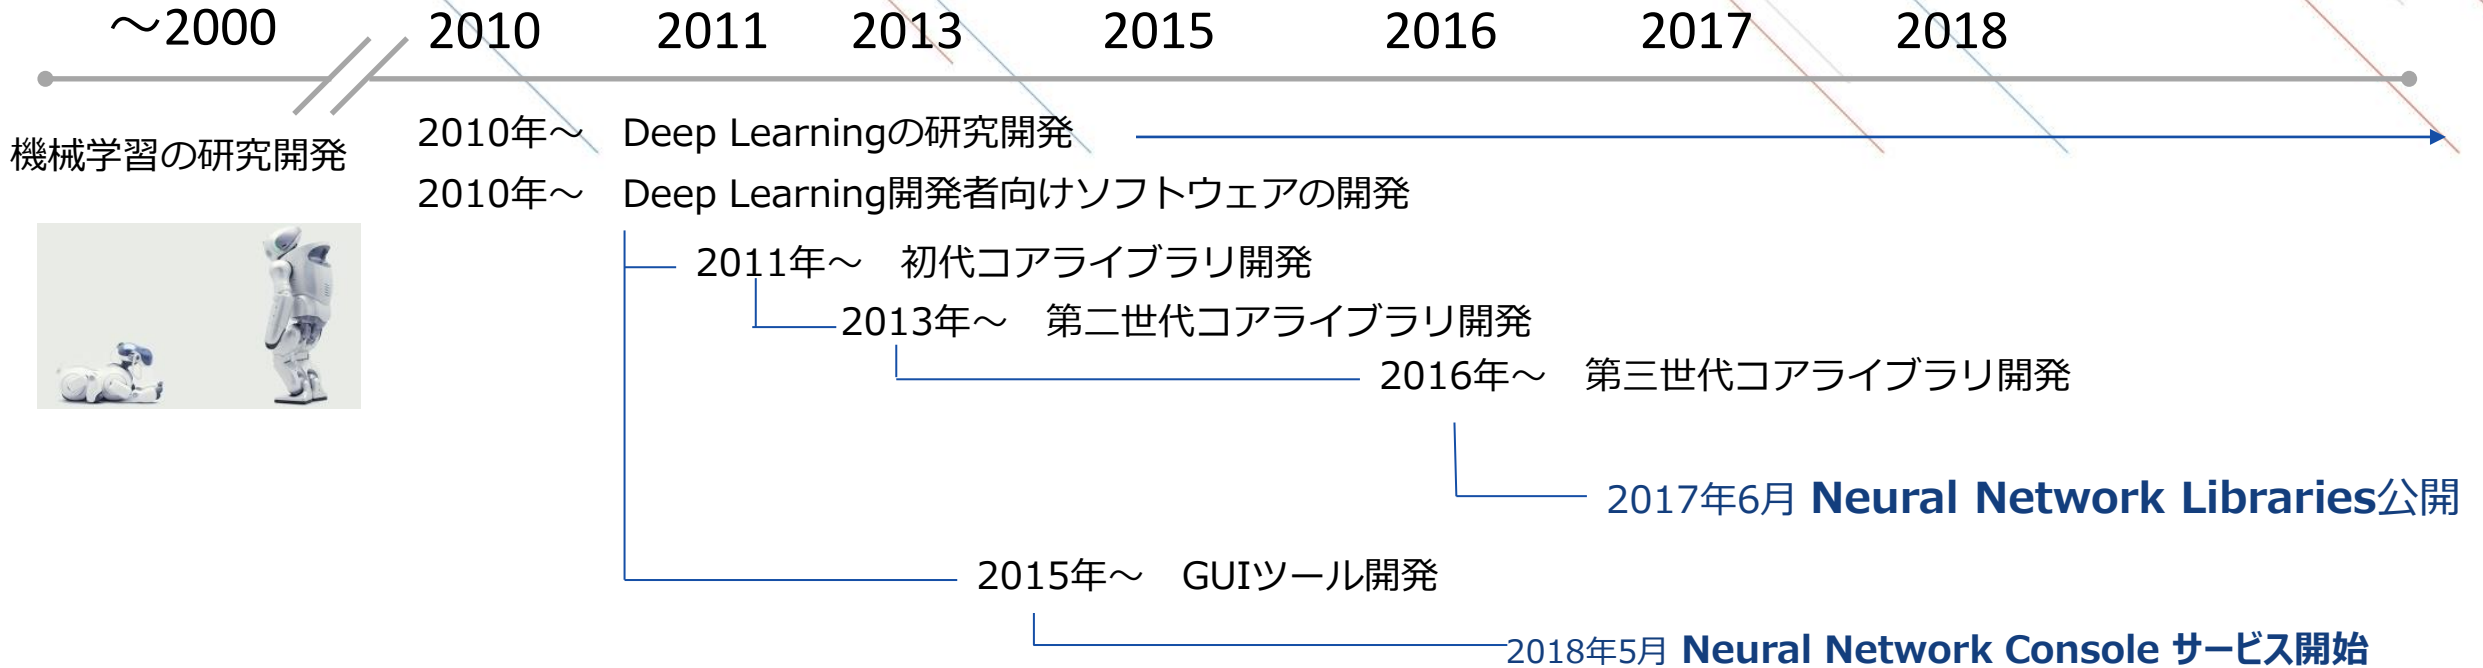 ～2000 2010 2011 2013 2015 2016 2017 2018
機械学習の研究開発
2010年～　Deep Learningの研究開発
2010年～　Deep Learning開発者向けソフトウェアの開発
2011年～　初代コアライブラリ開発
2013年～　第二世代コアライブラリ開発
2016年～　第三世代コアライブラリ開発
2017年6月 Neural Network Libraries公開
2015年～　GUIツール開発
2018年5月 Neural Network Console サービス開始